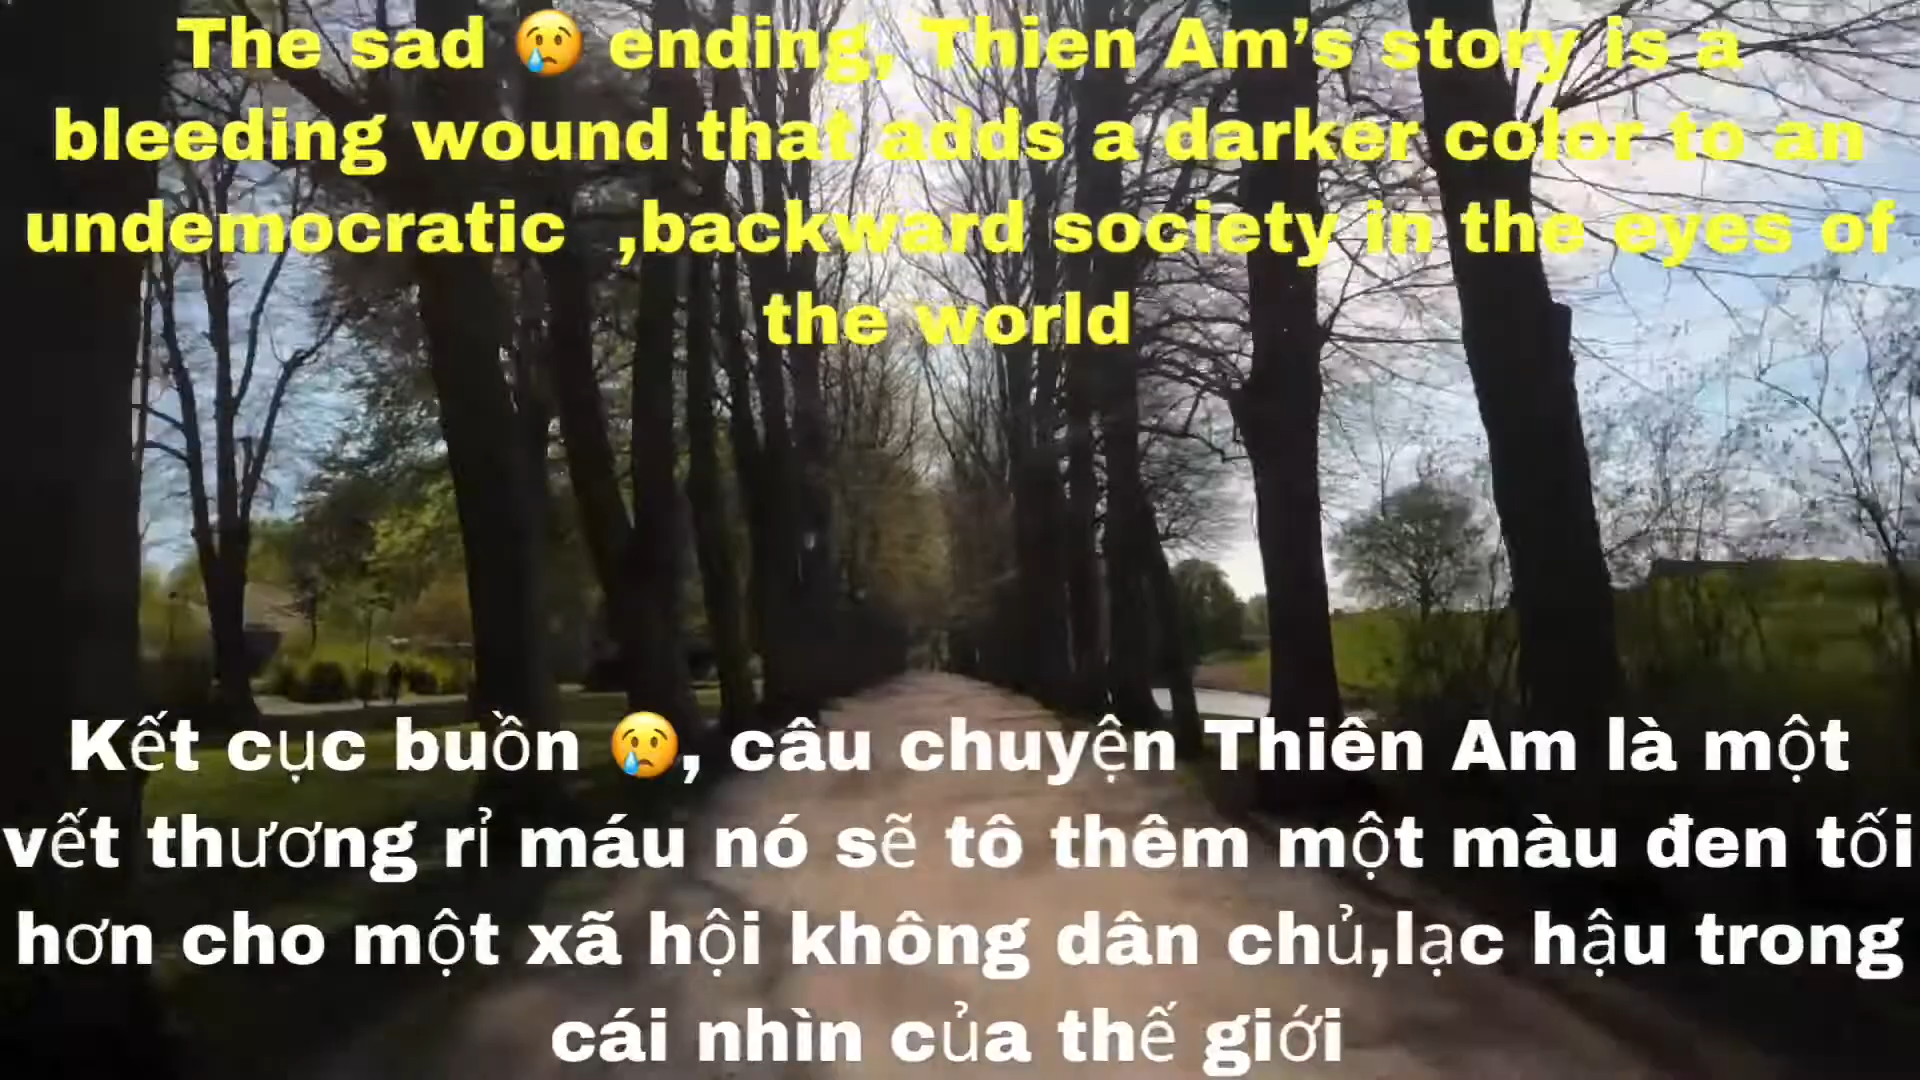 The sad 😢 ending, Thien Am’s story is a
bleeding wound that adds a darker color to an
undemocratic ,backward society in the eyes of
the world
Kết cục buồn 😢, câu chuyện Thiên Am là một
vết thương rỉ máu nó sẽ tô thêm một màu đen tối
hơn cho một xã hội không dân chủ,lạc hậu trong
cái nhìn của thế giới